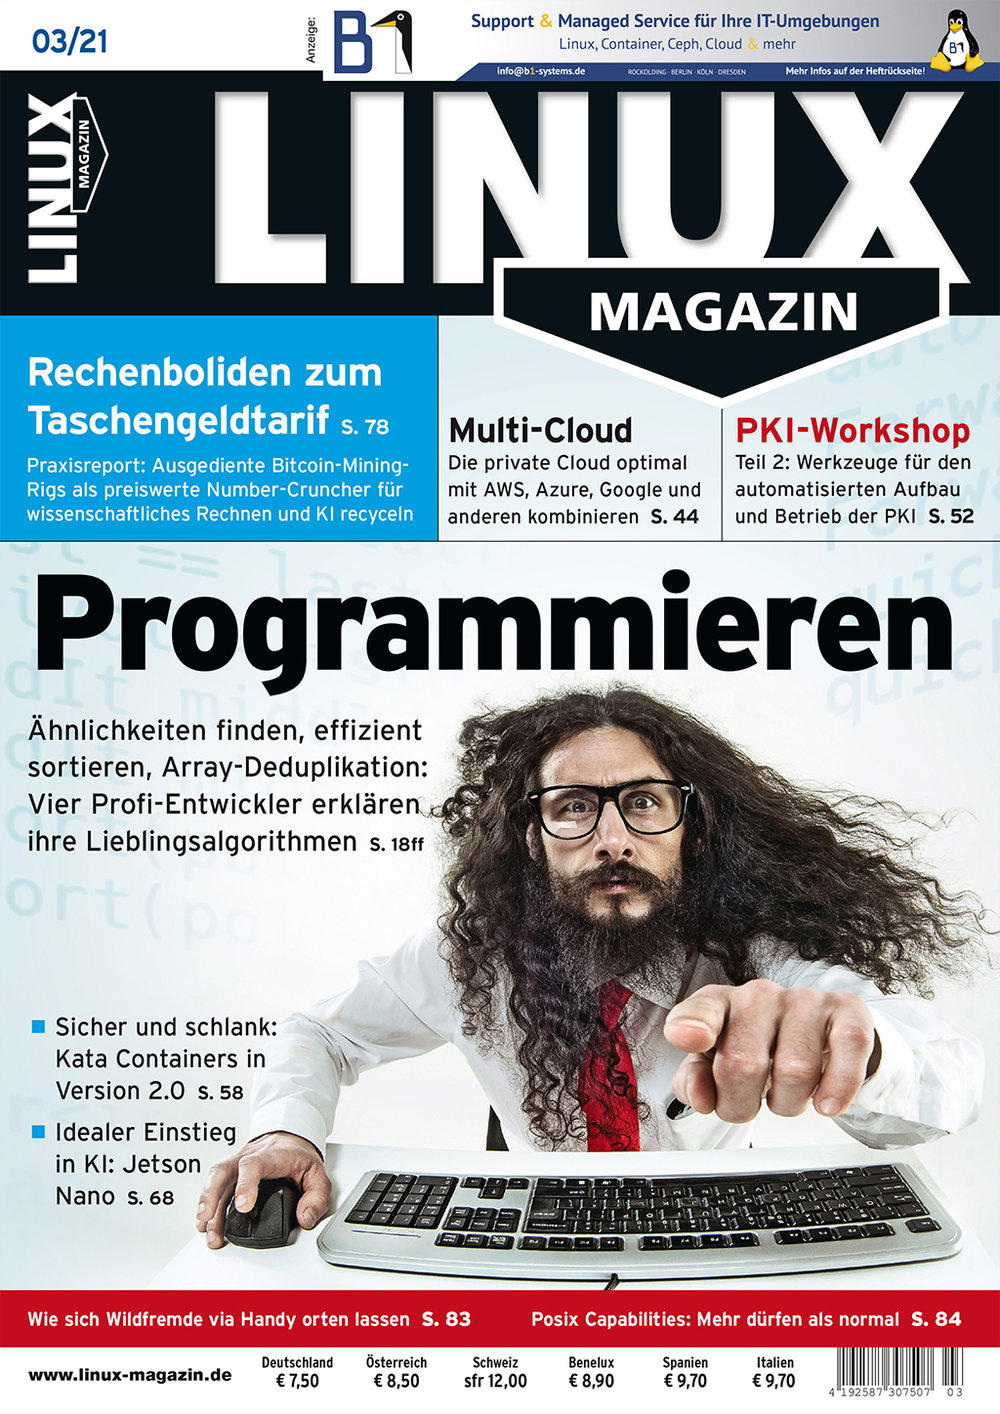 03/21
Anzeige:
B1
Support & Managed Service für Ihre IT-Umgebungen
Linux, Container, Ceph, Cloud & mehr
info@b1-systems.de
ROCKOLDING · BERLIN · KÖLN · DRESDEN
Mehr Infos auf der Heftrückseite!
B1
LINUX
MAGAZIN
LINUX
MAGAZIN
Rechenboliden zum
Taschengeldtarif S. 78
Praxisreport: Ausgediente Bitcoin-Mining-
Rigs als preiswerte Number-Cruncher für
wissenschaftliches Rechnen und KI recyceln
Multi-Cloud
Die private Cloud optimal
mit AWS, Azure, Google und
anderen kombinieren S. 44
PKI-Workshop
Teil 2: Werkzeuge für den
automatisierten Aufbau
und Betrieb der PKI S. 52
Programmieren
Ähnlichkeiten finden, effizient
sortieren, Array-Deduplikation:
Vier Profi-Entwickler erklären
ihre Lieblingsalgorithmen S. 18ff
Sicher und schlank:
Kata Containers in
Version 2.0 S. 58
Idealer Einstieg
in KI: Jetson
Nano S. 68
Wie sich Wildfremde via Handy orten lassen S. 83
Posix Capabilities: Mehr dürfen als normal S. 84
www.linux-magazin.de
Deutschland
€ 7,50
Österreich
€ 8,50
Schweiz
sfr 12,00
Benelux
€ 8,90
Spanien
€ 9,70
Italien
€ 9,70
4 192587 307507 03